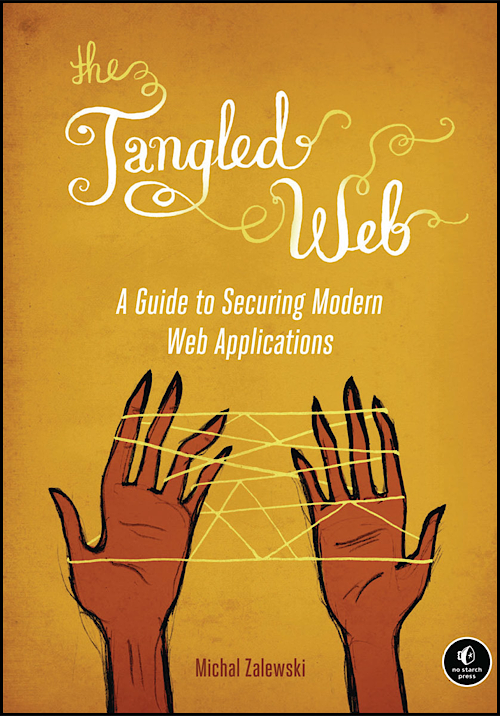 the
Tangled
Web
A Guide to Securing Modern
Web Applications
Michal Zalewski
no starch
press